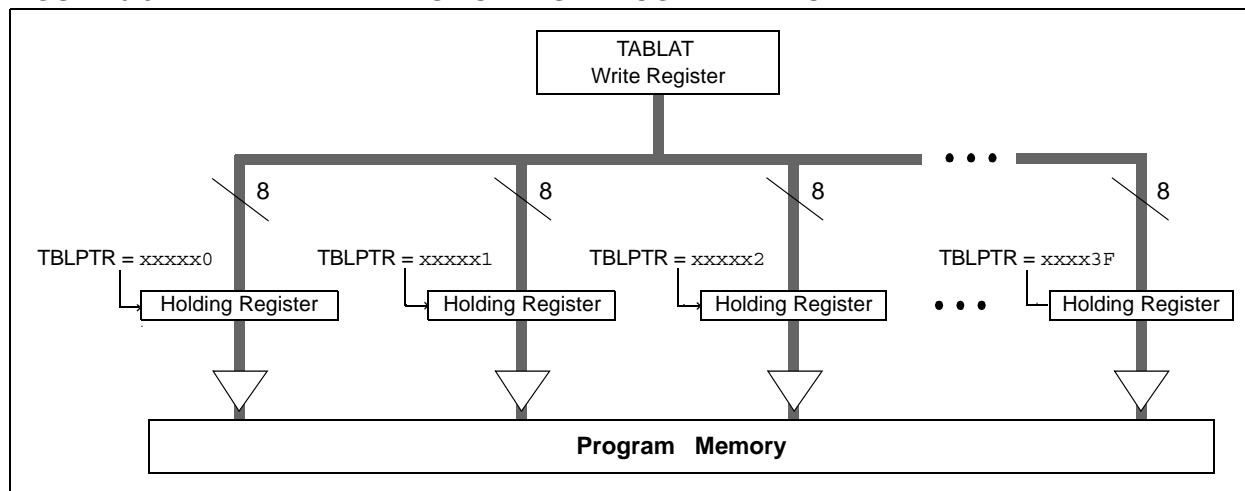 TABLAT
Write Register
8 8 8 8
TBLPTR = xxxxx0 TBLPTR = xxxxx1 TBLPTR = xxxxx2 TBLPTR = xxxx3F
Holding Register Holding Register Holding Register Holding Register
Program Memory